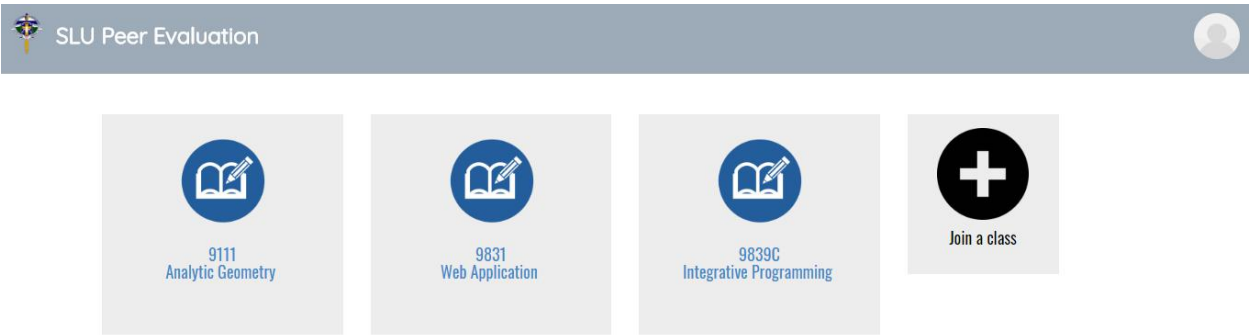 SLU Peer Evaluation
9111
Analytic Geometry
9831
Web Application
9839C
Integrative Programming
Join a class